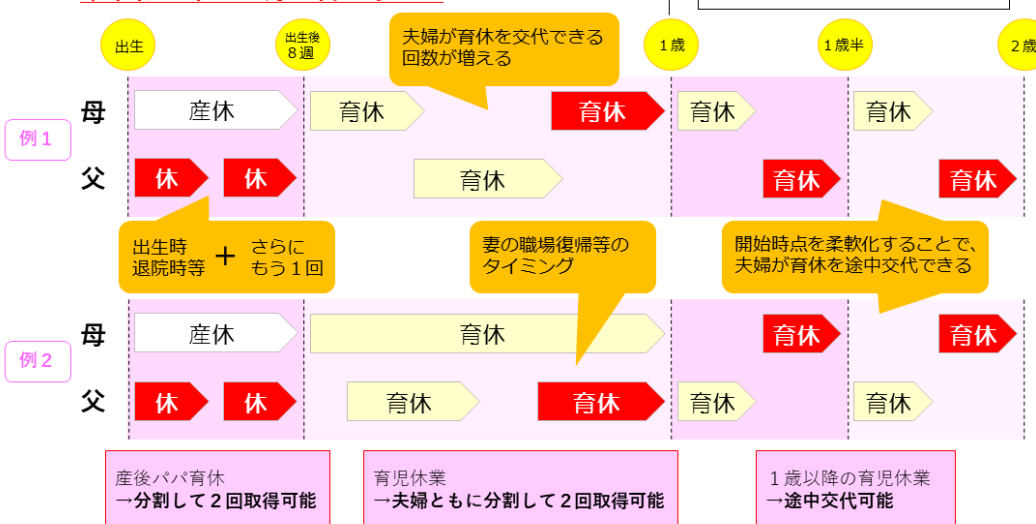 出生
出生後
8週
夫婦が育休を交代できる
回数が増える
1歳
1歳半
2歳
例1
母
産休
育休
育休
育休
育休
父
休
休
育休
育休
育休
出生時
退院時等
+
さらに
もう1回
妻の職場復帰等の
タイミング
開始時点を柔軟化することで、
夫婦が育休を途中交代できる
例2
母
産休
育休
育休
育休
父
休
休
育休
育休
育休
育休
産後パパ育休
→分割して2回取得可能
育児休業
→夫婦ともに分割して2回取得可能
1歳以降の育児休業
→途中交代可能